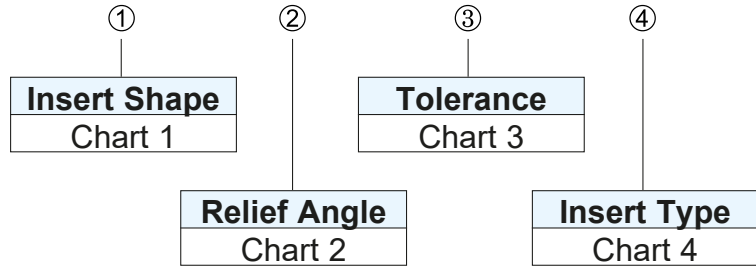 ① ② ③ ④
Insert Shape
Chart 1
Tolerance
Chart 3
Relief Angle
Chart 2
Insert Type
Chart 4